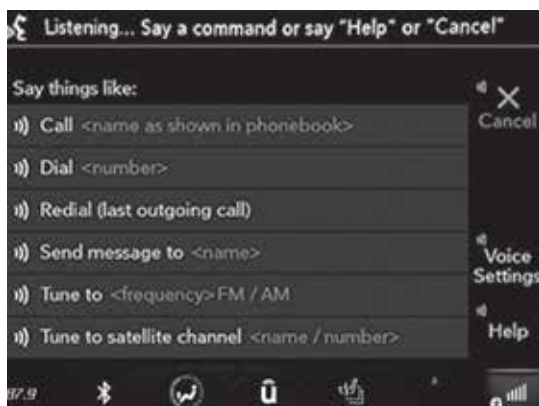 Listening... Say a command or say "Help" or "Cancel"
Say things like:
Call <name as shown in phonebook>
Cancel
Dial <number>
Redial (last outgoing call)
Send message to <name>
Voice Settings
Tune to <frequency> FM / AM
Tune to satellite channel <name / number>
Help
87.9